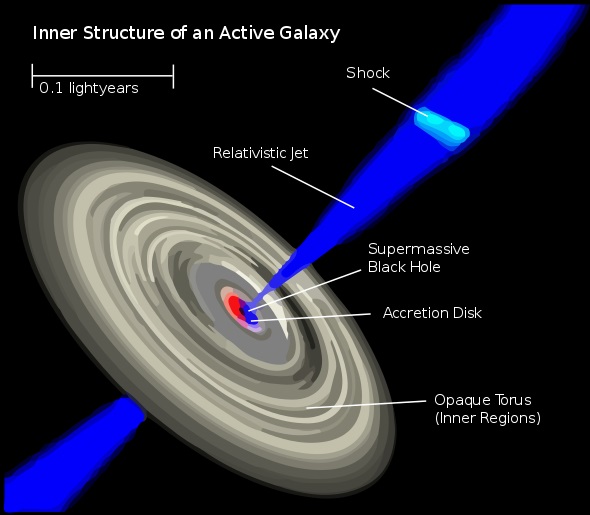 Inner Structure of an Active Galaxy
0.1 lightyears
Shock
Relativistic Jet
Supermassive
Black Hole
Accretion Disk
Opaque Torus
(Inner Regions)